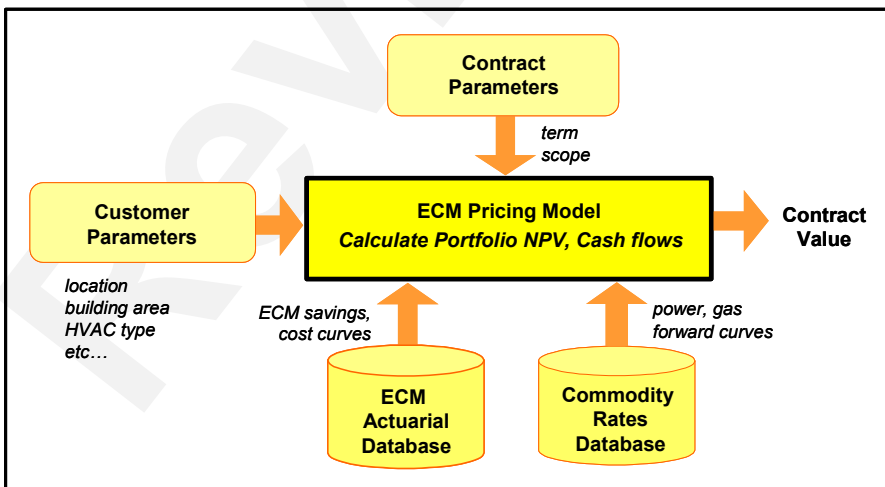 Contract
Parameters
term
scope
Customer
Parameters
ECM Pricing Model
Calculate Portfolio NPV, Cash flows
Contract
Value
location
building area
HVAC type
etc…
ECM savings,
cost curves
power, gas
forward curves
ECM
Actuarial
Database
Commodity
Rates
Database